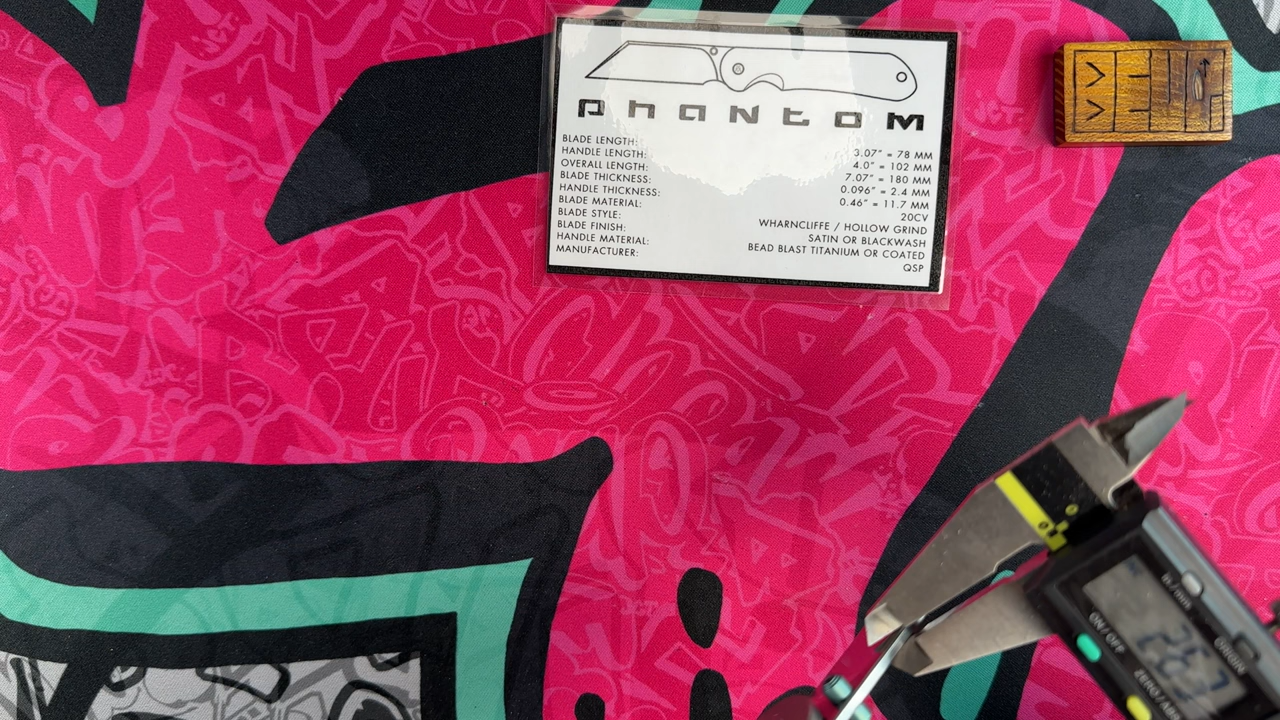 PHANTOM
BLADE LENGTH: 3.07" = 78 MM
HANDLE LENGTH: 4.0" = 102 MM
OVERALL LENGTH: 7.07" = 180 MM
BLADE THICKNESS: 0.096" = 2.4 MM
HANDLE THICKNESS: 0.46" = 11.7 MM
BLADE MATERIAL: 20CV
BLADE STYLE: WHARNCLIFFE / HOLLOW GRIND
BLADE FINISH: SATIN OR BLACKWASH
HANDLE MATERIAL: BEAD BLAST TITANIUM OR COATED
MANUFACTURER: QSP
in/mm
ON/OFF
ORIGIN